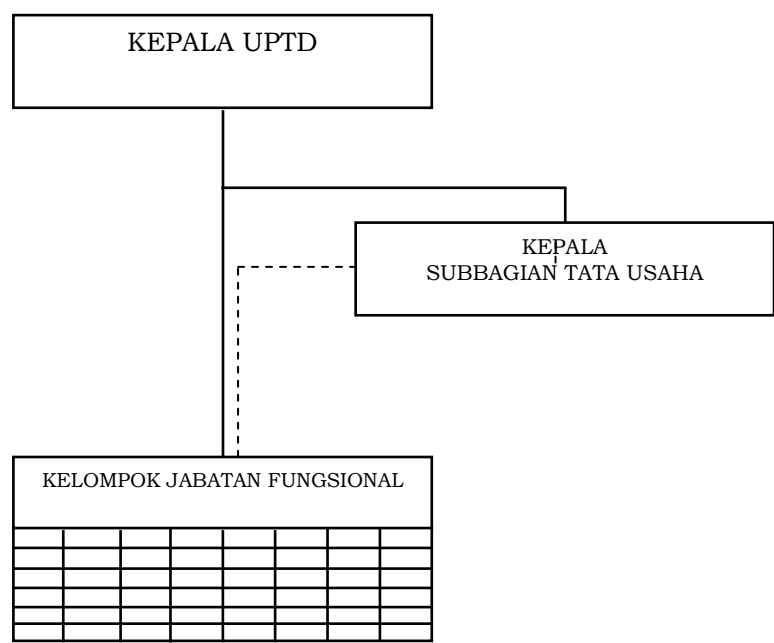 KEPALA UPTD
KEPALA
SUBBAGIAN TATA USAHA
KELOMPOK JABATAN FUNGSIONAL